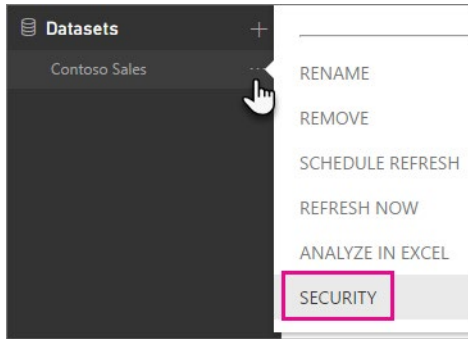 Datasets
Contoso Sales
RENAME
REMOVE
SCHEDULE REFRESH
REFRESH NOW
ANALYZE IN EXCEL
SECURITY